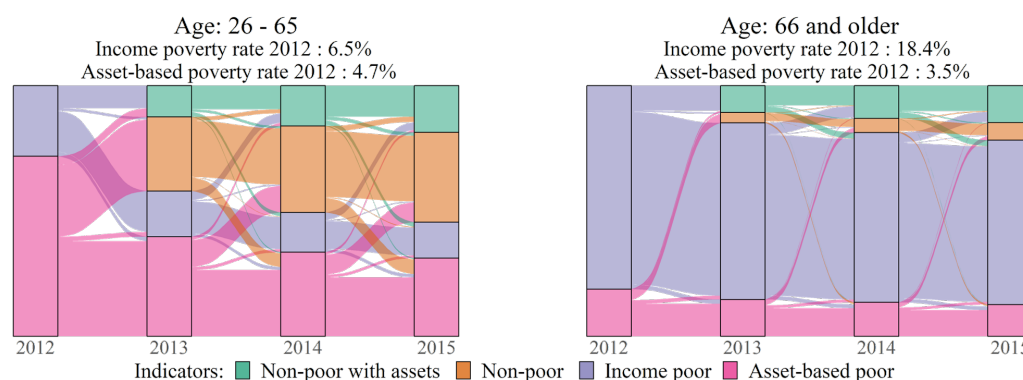 Age: 26 - 65
Income poverty rate 2012 : 6.5%
Asset-based poverty rate 2012 : 4.7%
2012 2013 2014 2015
Age: 66 and older
Income poverty rate 2012 : 18.4%
Asset-based poverty rate 2012 : 3.5%
2012 2013 2014 2015
Indicators: Non-poor with assets Non-poor Income poor Asset-based poor